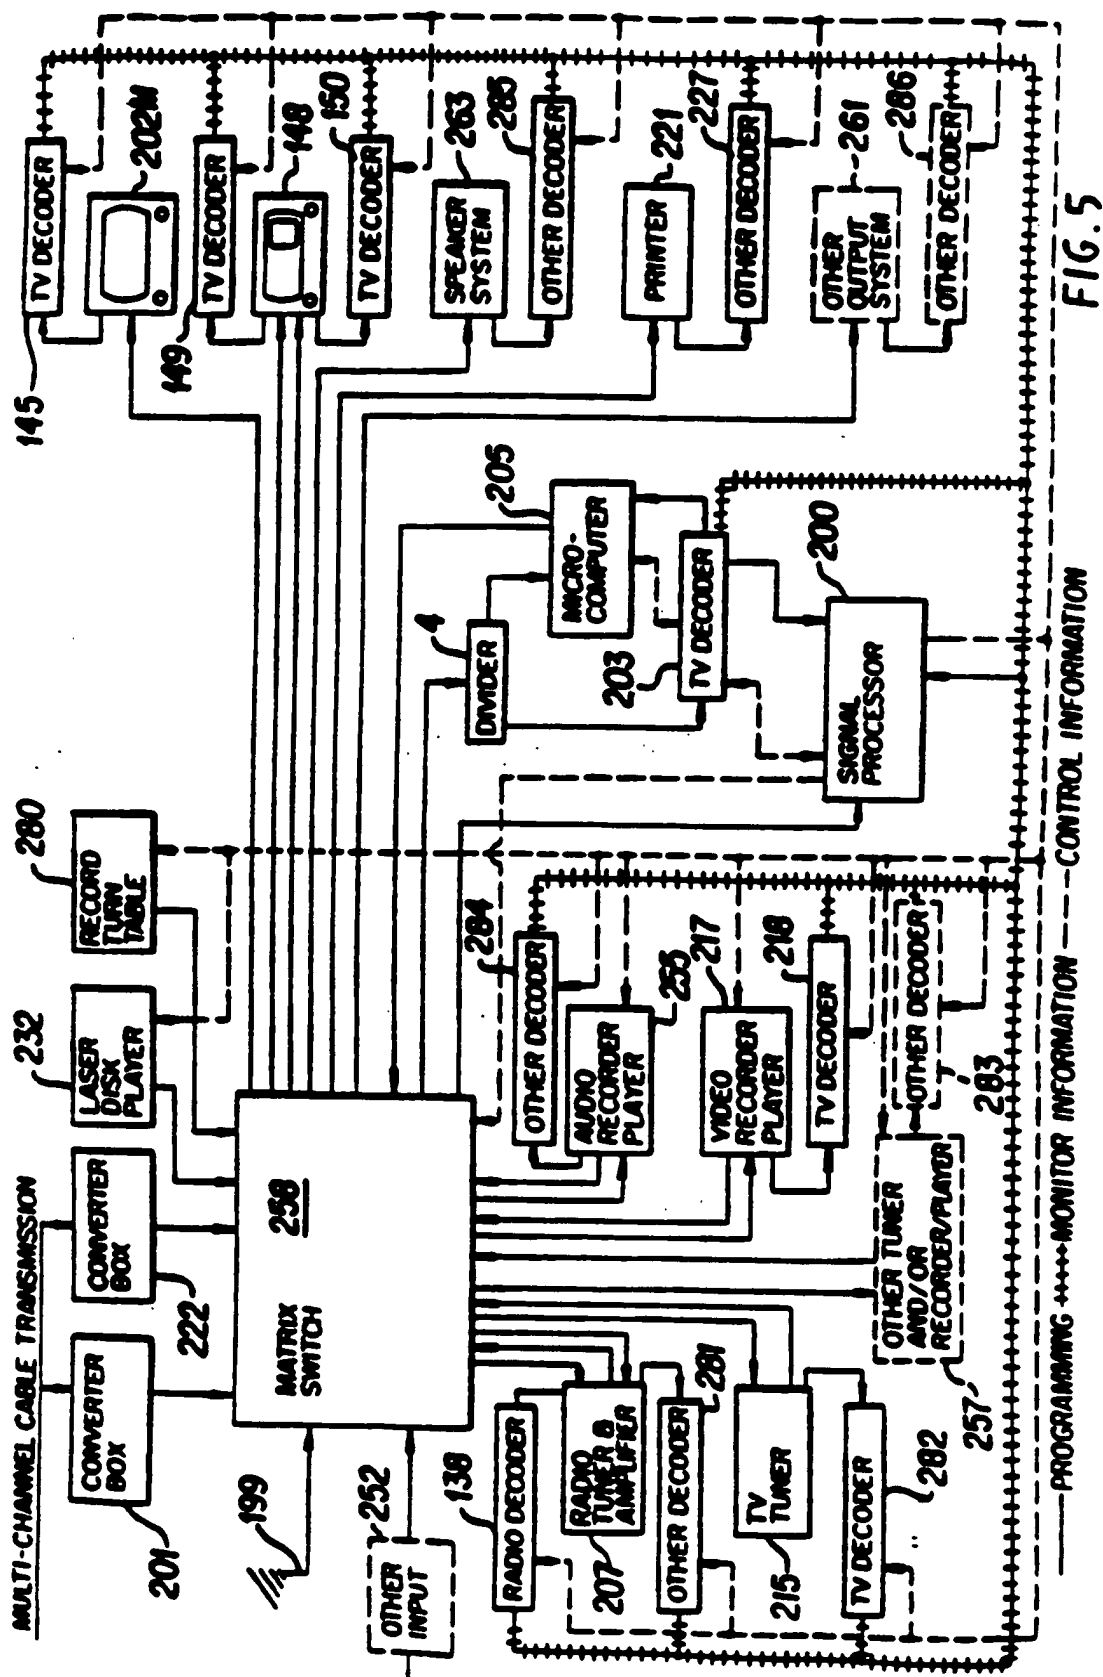 MULTI-CHANNEL CABLE TRANSMISSION
201
CONVERTER
BOX
222
CONVERTER
BOX
232
LASER
DISK
PLAYER
280
RECORD
TURN
TABLE
199
252
OTHER
INPUT
MATRIX
SWITCH
258
145
TV DECODER
202M
149
TV DECODER
148
TV DECODER
150
SPEAKER
SYSTEM
263
OTHER DECODER
285
PRINTER
221
OTHER DECODER
227
OTHER
OUTPUT
SYSTEM
261
OTHER DECODER
286
DIVIDER
4
MICRO-
COMPUTER
205
203
TV DECODER
SIGNAL
PROCESSOR
200
138
RADIO DECODER
RADIO
TUNER &
AMPLIFIER
207
OTHER DECODER
281
TV
TUNER
215
TV DECODER
282
OTHER DECODER
284
AUDIO
RECORDER
PLAYER
255
VIDEO
RECORDER
PLAYER
217
TV DECODER
218
OTHER TUNER
AND/OR
RECORDER/PLAYER
257
OTHER DECODER
283
PROGRAMMING
MONITOR INFORMATION
CONTROL INFORMATION
FIG. 5